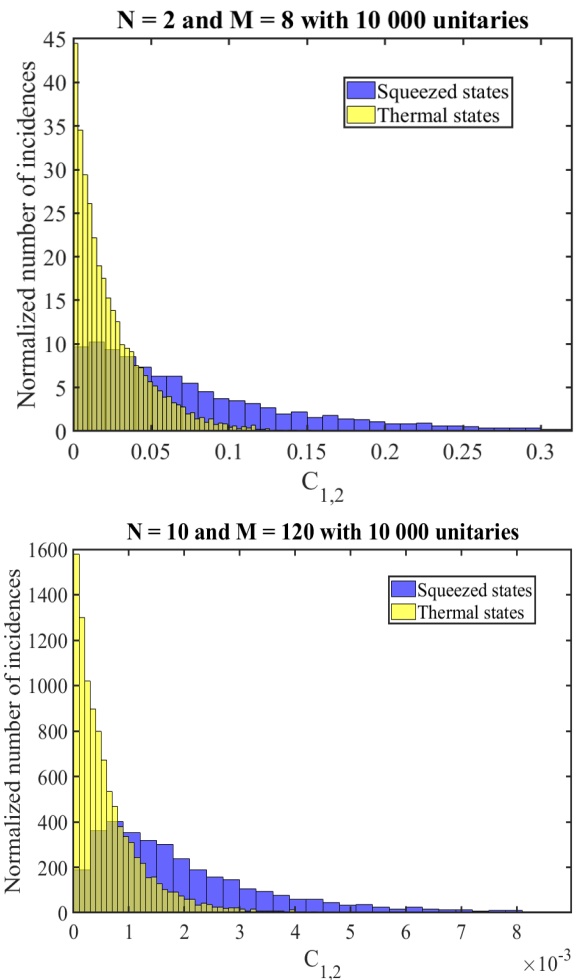 N = 2 and M = 8 with 10 000 unitaries
45
40
35
30
25
20
15
10
5
0
Normalized number of incidences
Squeezed states
Thermal states
0 0.05 0.1 0.15 0.2 0.25 0.3
C1,2
N = 10 and M = 120 with 10 000 unitaries
1600
1400
1200
1000
800
600
400
200
0
Normalized number of incidences
Squeezed states
Thermal states
0 1 2 3 4 5 6 7 8
C1,2
×10-3